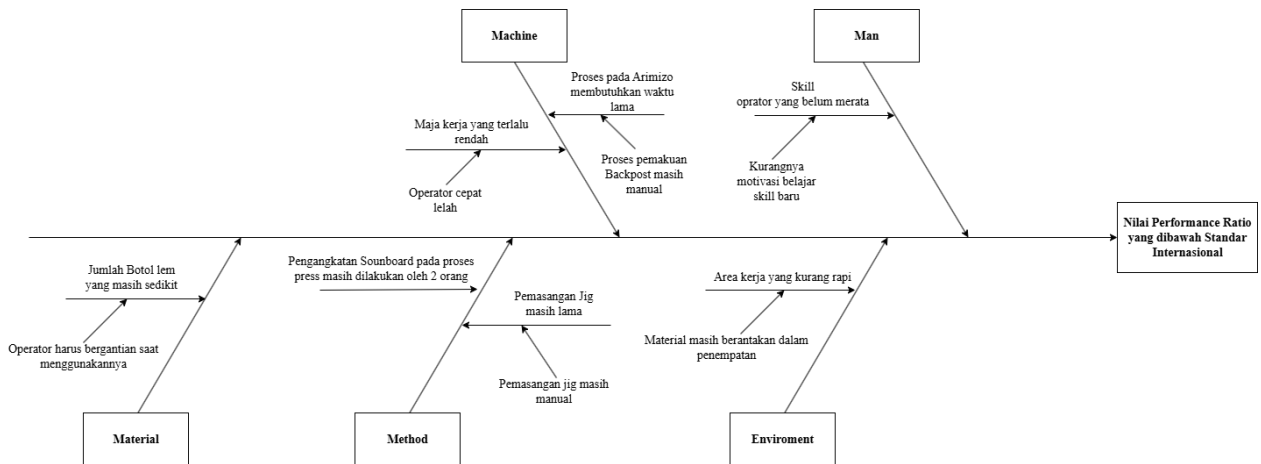 Machine
Man
Proses pada Arimizo
membutuhkan waktu
lama
Maja kerja yang terlalu
rendah
Proses pemakuan
Backpost masih
manual
Operator cepat
lelah
Skill
oprator yang belum merata
Kurangnya
motivasi belajar
skill baru
Nilai Performance Ratio
yang dibawah Standar
Internasional
Jumlah Botol lem
yang masih sedikit
Operator harus bergantian saat
menggunakannya
Pengangkatan Sounboard pada proses
press masih dilakukan oleh 2 orang
Pemasangan Jig
masih lama
Pemasangan jig masih
manual
Area kerja yang kurang rapi
Material masih berantakan dalam
penempatan
Material
Method
Enviroment